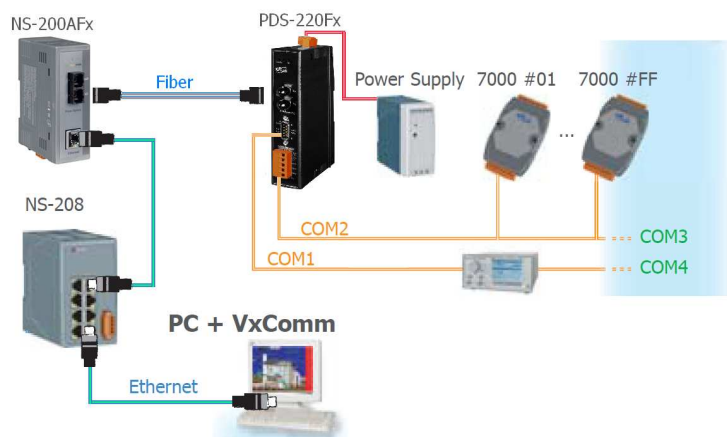 NS-200AFx
PDS-220Fx
Fiber
Power Supply
7000 #01
7000 #FF
...
NS-208
COM2
COM3
COM1
COM4
PC + VxComm
Ethernet